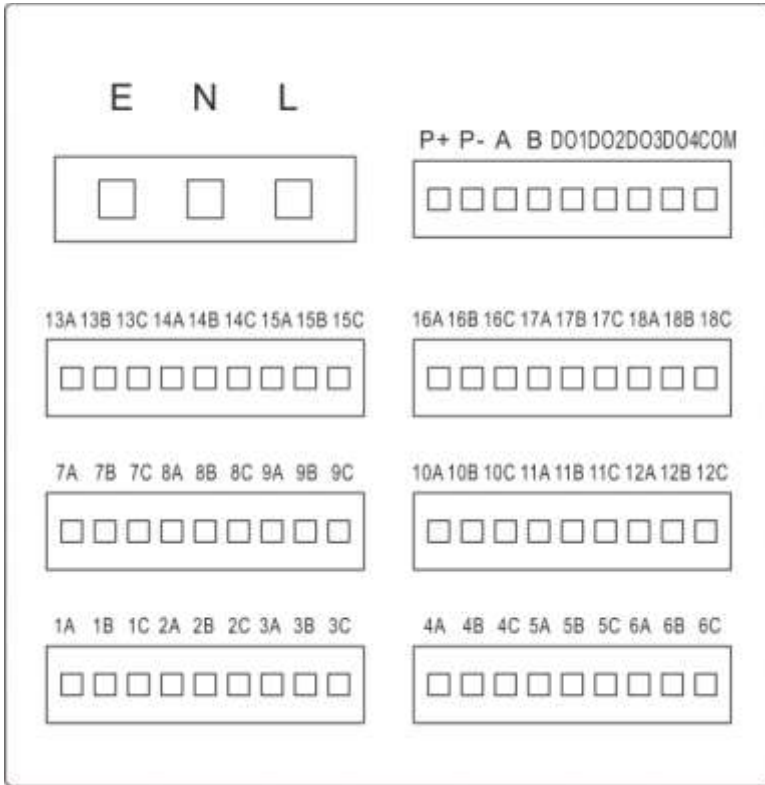 E N L
P+ P- A B DO1DO2DO3DO4COM
13A 13B 13C 14A 14B 14C 15A 15B 15C
16A 16B 16C 17A 17B 17C 18A 18B 18C
7A 7B 7C 8A 8B 8C 9A 9B 9C
10A 10B 10C 11A 11B 11C 12A 12B 12C
1A 1B 1C 2A 2B 2C 3A 3B 3C
4A 4B 4C 5A 5B 5C 6A 6B 6C